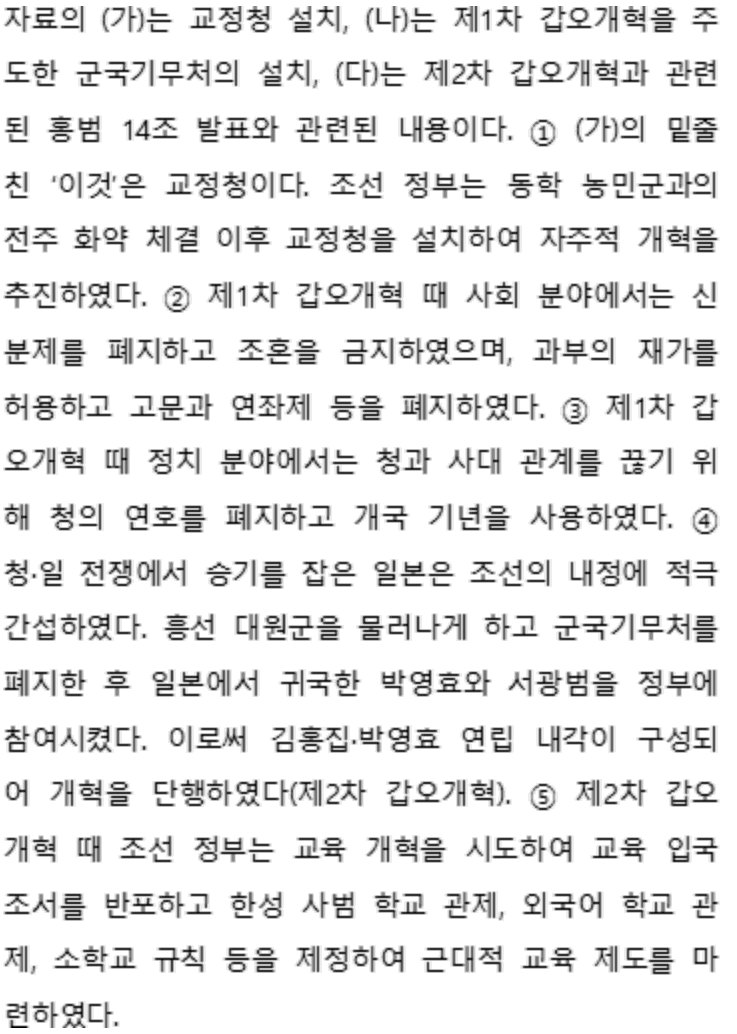 자료의 (가)는 교정청 설치, (나)는 제1차 갑오개혁을 주
도한 군국기무처의 설치, (다)는 제2차 갑오개혁과 관련
된 홍범 14조 발표와 관련된 내용이다. ① (가)의 밑줄
친 ‘이것’은 교정청이다. 조선 정부는 동학 농민군과의
전주 화약 체결 이후 교정청을 설치하여 자주적 개혁을
추진하였다. ② 제1차 갑오개혁 때 사회 분야에서는 신
분제를 폐지하고 조혼을 금지하였으며, 과부의 재가를
허용하고 고문과 연좌제 등을 폐지하였다. ③ 제1차 갑
오개혁 때 정치 분야에서는 청과 사대 관계를 끊기 위
해 청의 연호를 폐지하고 개국 기년을 사용하였다. ④
청·일 전쟁에서 승기를 잡은 일본은 조선의 내정에 적극
간섭하였다. 흥선 대원군을 물러나게 하고 군국기무처를
폐지한 후 일본에서 귀국한 박영효와 서광범을 정부에
참여시켰다. 이로써 김홍집·박영효 연립 내각이 구성되
어 개혁을 단행하였다(제2차 갑오개혁). ⑤ 제2차 갑오
개혁 때 조선 정부는 교육 개혁을 시도하여 교육 입국
조서를 반포하고 한성 사범 학교 관제, 외국어 학교 관
제, 소학교 규칙 등을 제정하여 근대적 교육 제도를 마
련하였다.